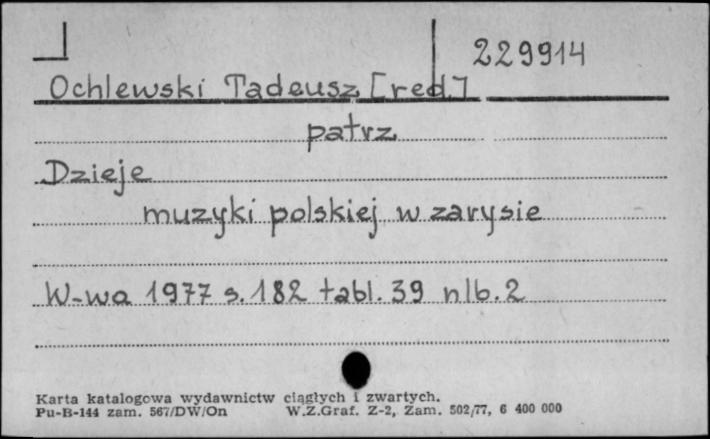 229914
Ochlewski Tadeusz [red.]
patrz
Dzieje
muzyki polskiej w zarysie
W-wa 1977 s. 182 tabl. 39 nlb. 2
Karta katalogowa wydawnictw ciągłych i zwartych.
Pu-B-144 zam. 567/DW/On W.Z.Graf. Z-2, Zam. 502/77, 6 400 000